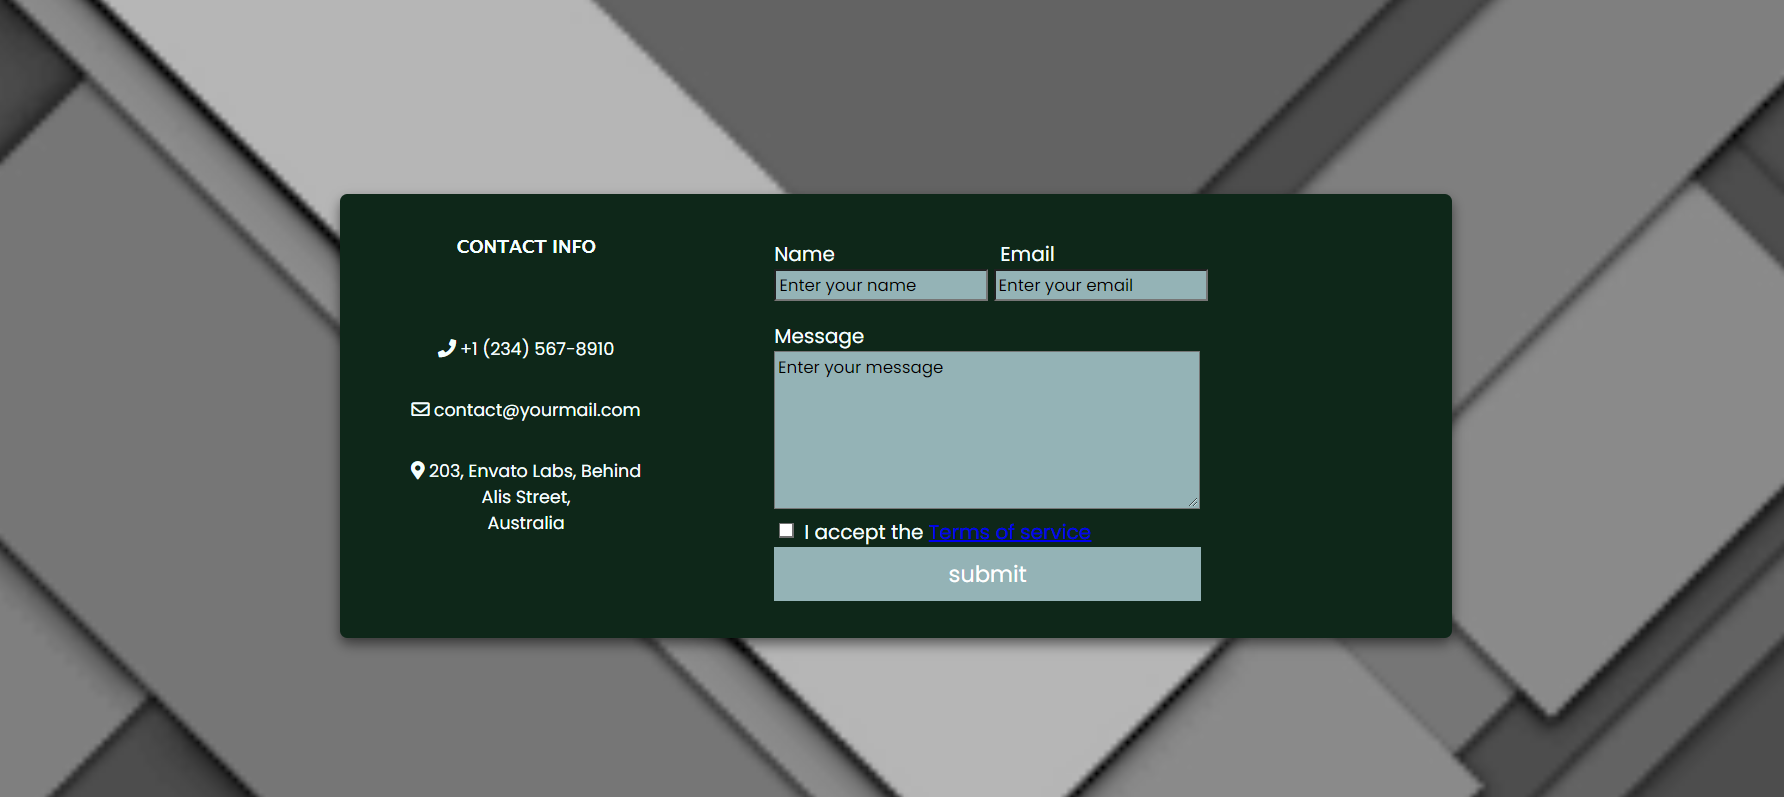 CONTACT INFO
+1 (234) 567-8910
contact@yourmail.com
203, Envato Labs, Behind
Alis Street,
Australia
Name Email
Enter your name Enter your email
Message
Enter your message
I accept the Terms of service
submit